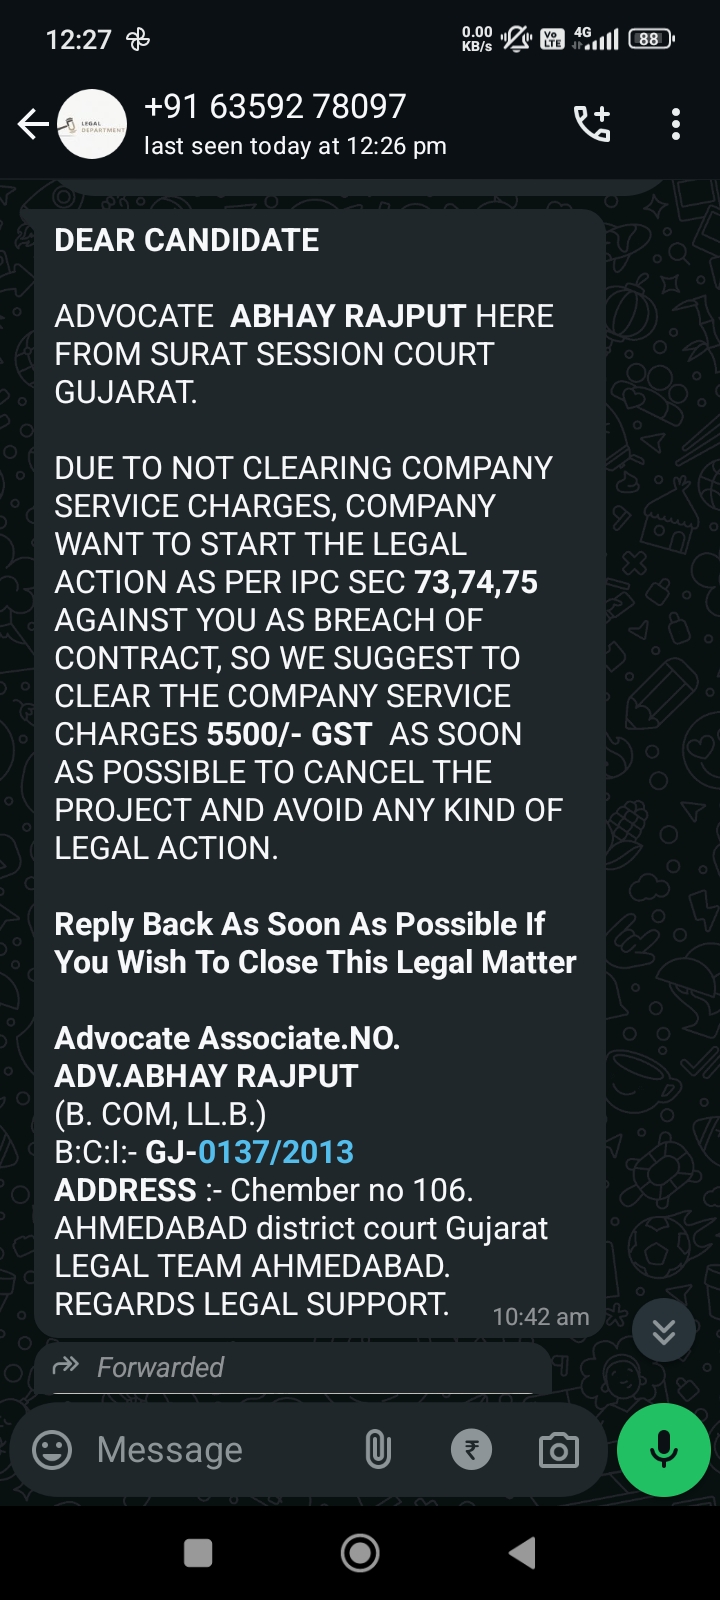 12:27
0.00
KB/s
Vo
LTE
4G
88
LEGAL
DEPARTMENT
+91 63592 78097
last seen today at 12:26 pm
DEAR CANDIDATE
ADVOCATE  ABHAY RAJPUT HERE
FROM SURAT SESSION COURT
GUJARAT.
DUE TO NOT CLEARING COMPANY
SERVICE CHARGES, COMPANY
WANT TO START THE LEGAL
ACTION AS PER IPC SEC 73,74,75
AGAINST YOU AS BREACH OF
CONTRACT, SO WE SUGGEST TO
CLEAR THE COMPANY SERVICE
CHARGES 5500/- GST  AS SOON
AS POSSIBLE TO CANCEL THE
PROJECT AND AVOID ANY KIND OF
LEGAL ACTION.
Reply Back As Soon As Possible If
You Wish To Close This Legal Matter
Advocate Associate.NO.
ADV.ABHAY RAJPUT
(B. COM, LL.B.)
B:C:I:- GJ-0137/2013
ADDRESS :- Chember no 106.
AHMEDABAD district court Gujarat
LEGAL TEAM AHMEDABAD.
REGARDS LEGAL SUPPORT.
10:42 am
Forwarded
Message
₹